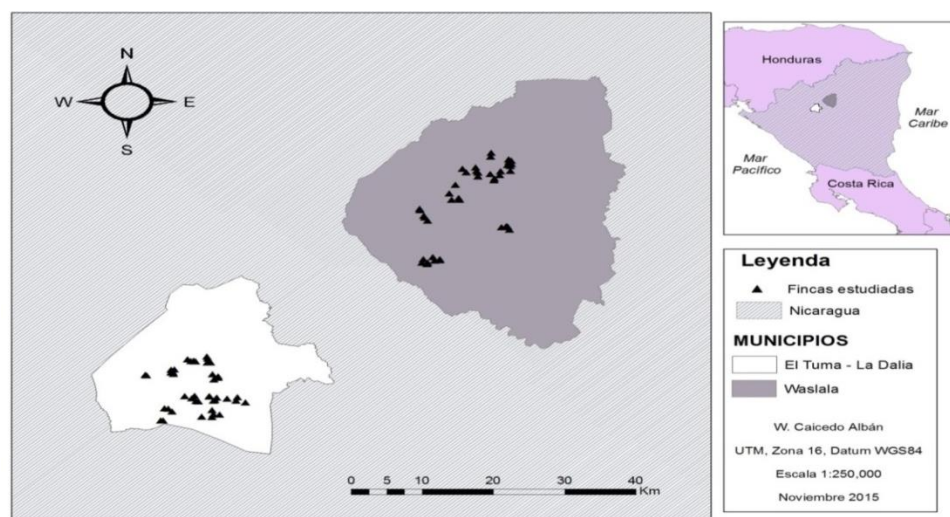 N
W E
S
0 5 10 20 30 40
Km
Honduras
Mar
Caribe
Mar
Pacífico
Costa Rica
Leyenda
Fincas estudiadas
Nicaragua
MUNICIPIOS
El Tuma - La Dalia
Waslala
W. Caicedo Albán
UTM, Zona 16, Datum WGS84
Escala 1:250,000
Noviembre 2015